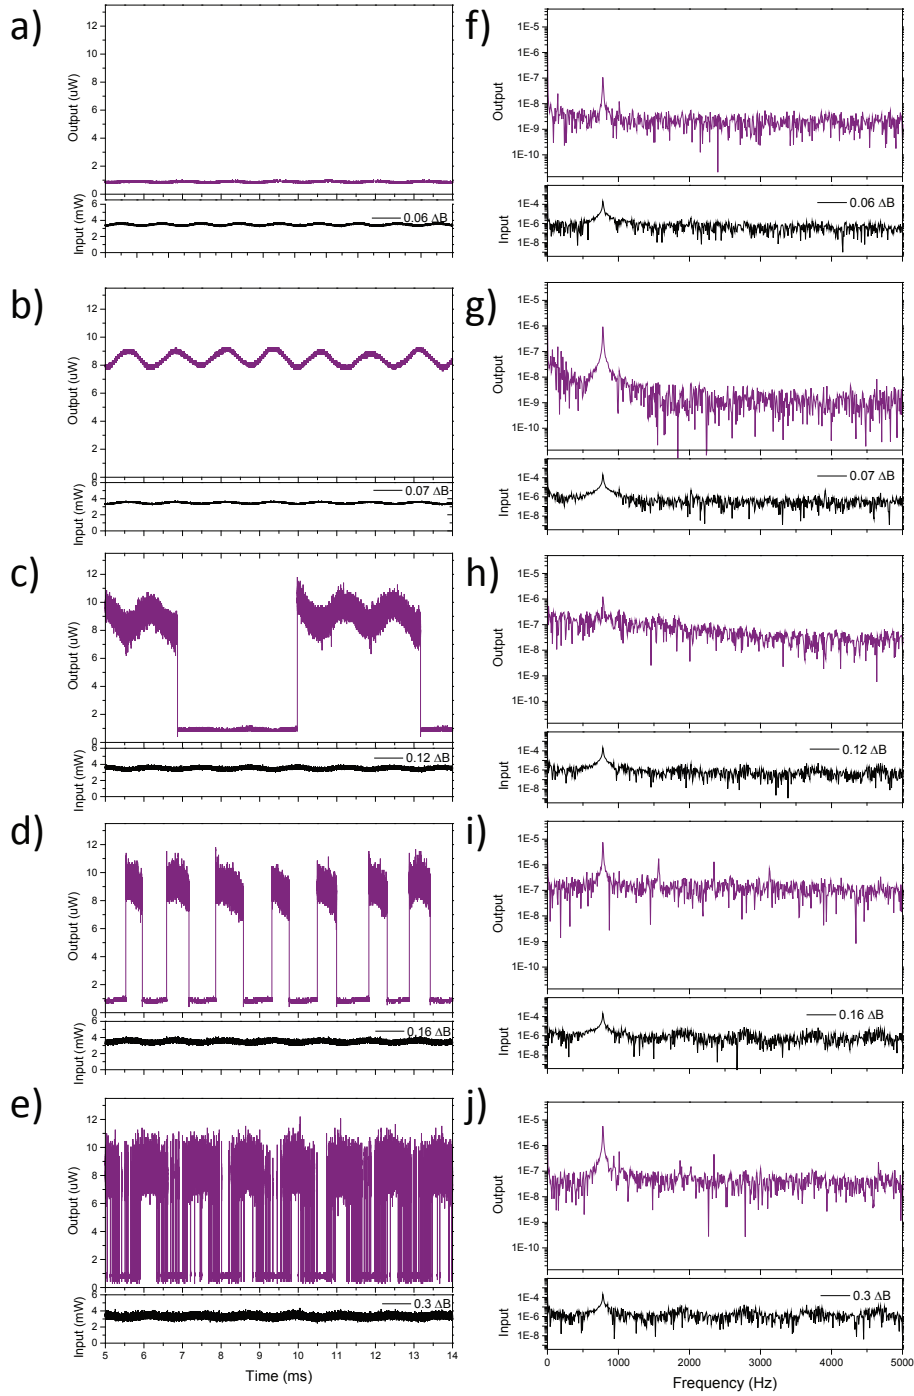 a)
Output (uW)
12
10
8
6
4
2
0
Input (mW)
6
4
2
0
0.06 ΔB
b)
Output (uW)
12
10
8
6
4
2
0
Input (mW)
6
4
2
0
0.07 ΔB
c)
Output (uW)
12
10
8
6
4
2
0
Input (mW)
6
4
2
0
0.12 ΔB
d)
Output (uW)
12
10
8
6
4
2
0
Input (mW)
6
4
2
0
0.16 ΔB
e)
Output (uW)
12
10
8
6
4
2
0
Input (mW)
6
4
2
0
0.3 ΔB
5 6 7 8 9 10 11 12 13 14
Time (ms)
f)
Output
1E-5
1E-6
1E-7
1E-8
1E-9
1E-10
Input
1E-4
1E-6
1E-8
0.06 ΔB
g)
Output
1E-5
1E-6
1E-7
1E-8
1E-9
1E-10
Input
1E-4
1E-6
1E-8
0.07 ΔB
h)
Output
1E-5
1E-6
1E-7
1E-8
1E-9
1E-10
Input
1E-4
1E-6
1E-8
0.12 ΔB
i)
Output
1E-5
1E-6
1E-7
1E-8
1E-9
1E-10
Input
1E-4
1E-6
1E-8
0.16 ΔB
j)
Output
1E-5
1E-6
1E-7
1E-8
1E-9
1E-10
Input
1E-4
1E-6
1E-8
0.3 ΔB
0 1000 2000 3000 4000 5000
Frequency (Hz)